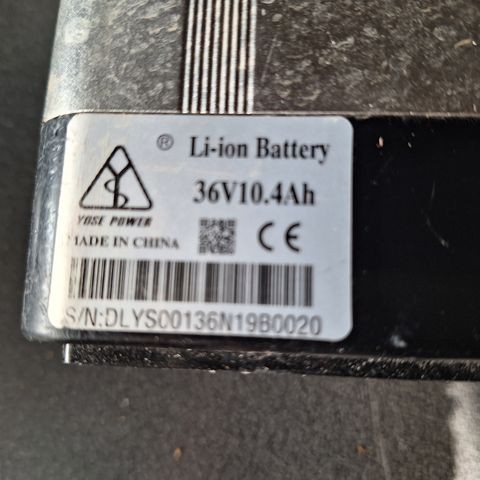 ® Li-ion Battery
36V10.4Ah
YOSE POWER
MADE IN CHINA
CE
S/N:DLYS00136N19B0020